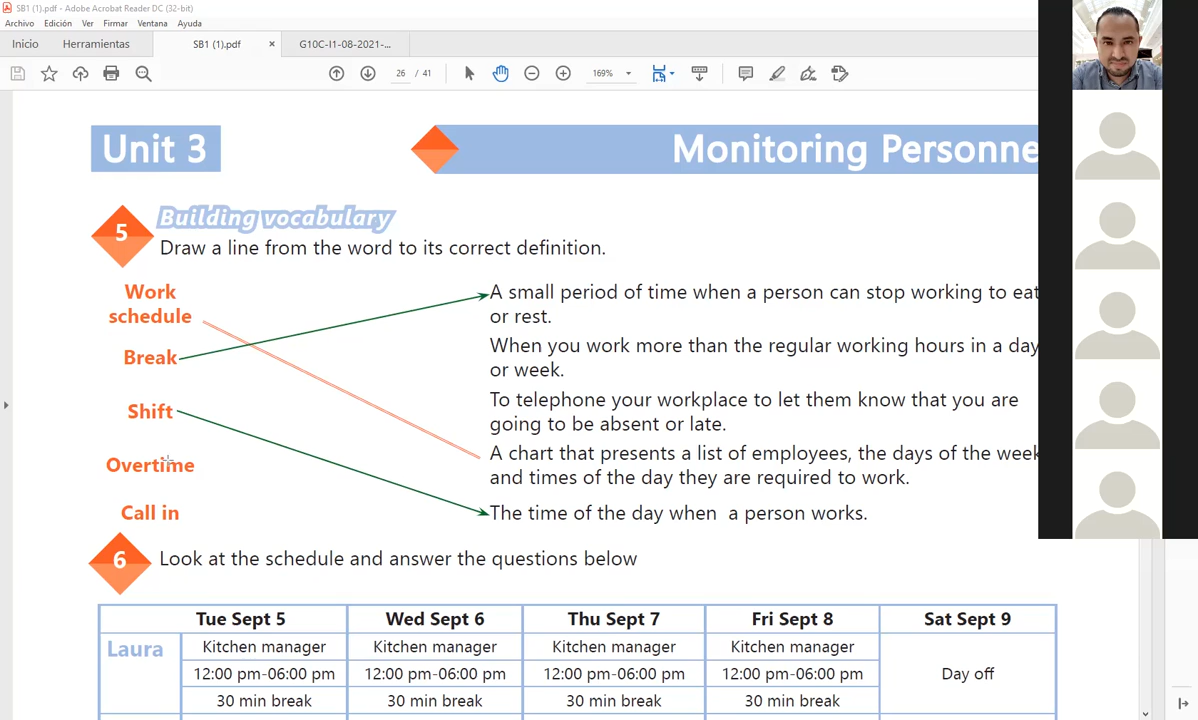 SB1 (1).pdf - Adobe Acrobat Reader DC (32-bit)
Archivo Edición Ver Firmar Ventana Ayuda
Inicio Herramientas SB1 (1).pdf × G10C-I1-08-2021-...
26 / 41 169%
Unit 3 Monitoring Personne
5 Building vocabulary
Draw a line from the word to its correct definition.
Work
schedule
Break
Shift
Overtime
Call in
A small period of time when a person can stop working to eat
or rest.
When you work more than the regular working hours in a day
or week.
To telephone your workplace to let them know that you are
going to be absent or late.
A chart that presents a list of employees, the days of the week
and times of the day they are required to work.
The time of the day when a person works.
6 Look at the schedule and answer the questions below
Tue Sept 5 Wed Sept 6 Thu Sept 7 Fri Sept 8 Sat Sept 9
Laura Kitchen manager Kitchen manager Kitchen manager Kitchen manager
12:00 pm-06:00 pm 12:00 pm-06:00 pm 12:00 pm-06:00 pm 12:00 pm-06:00 pm Day off
30 min break 30 min break 30 min break 30 min break